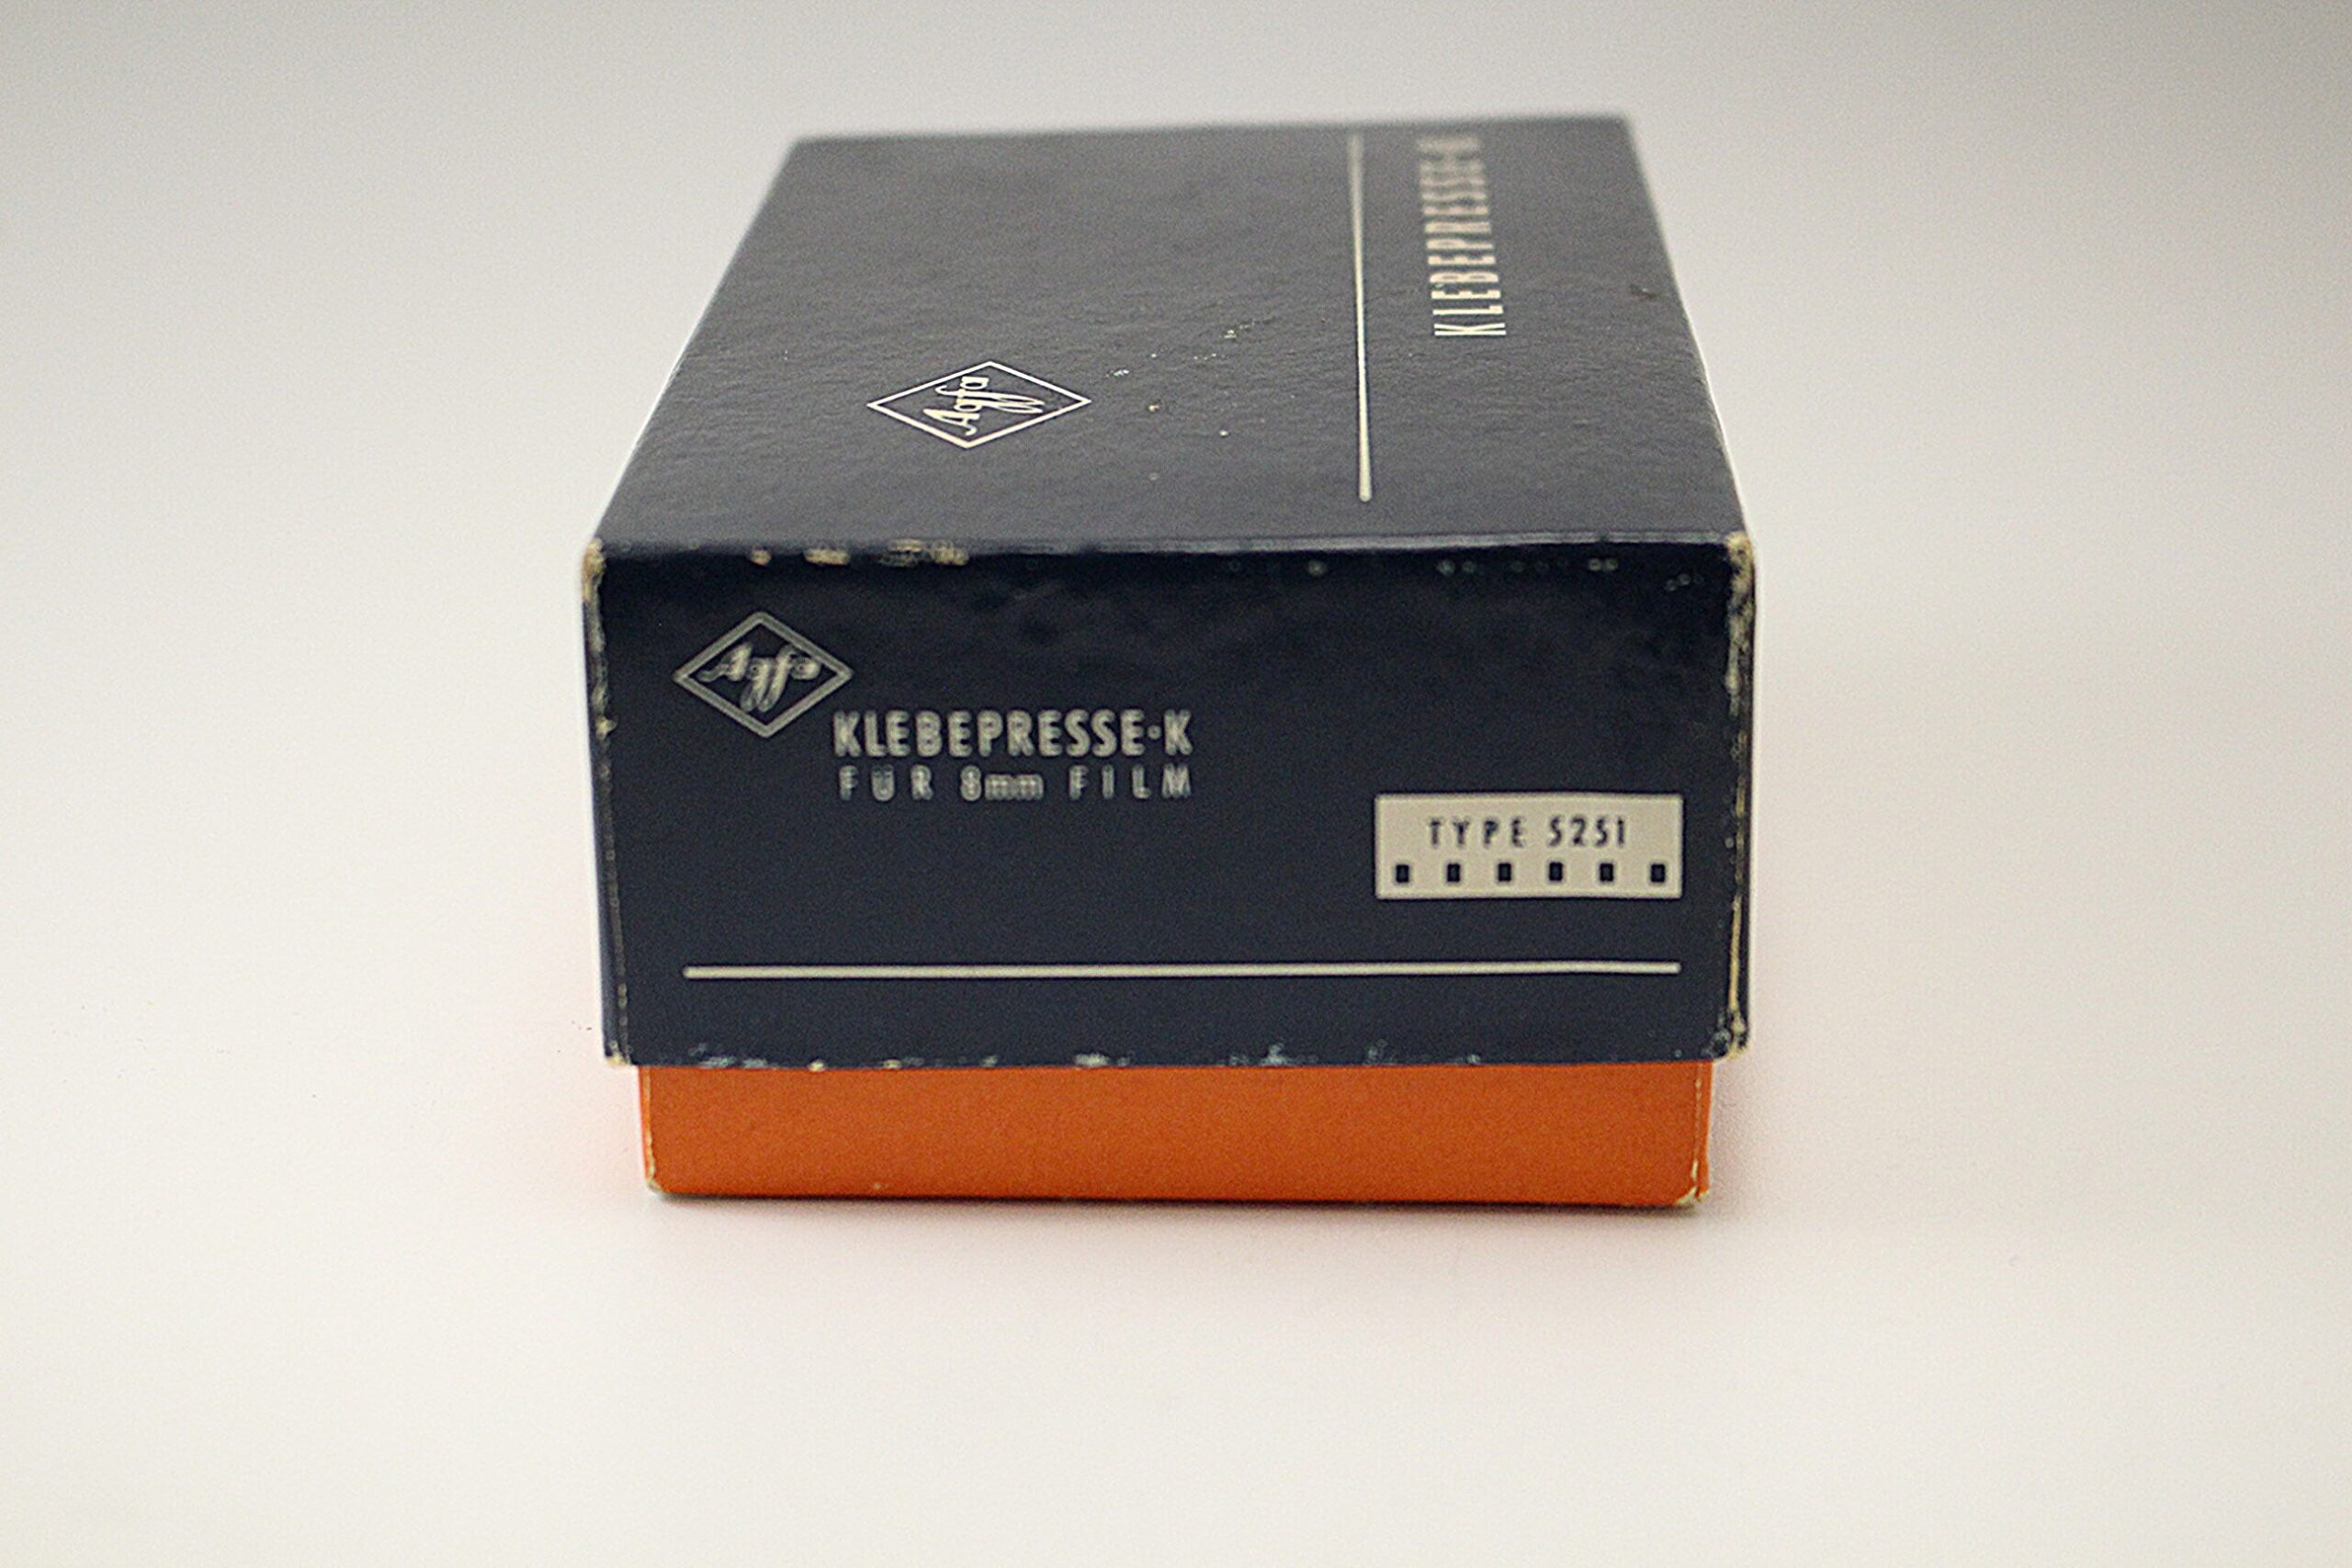 Agfa
KLEBEPRESSE-K
Agfa
KLEBEPRESSE-K
FÜR 8mm FILM
TYPE 5251